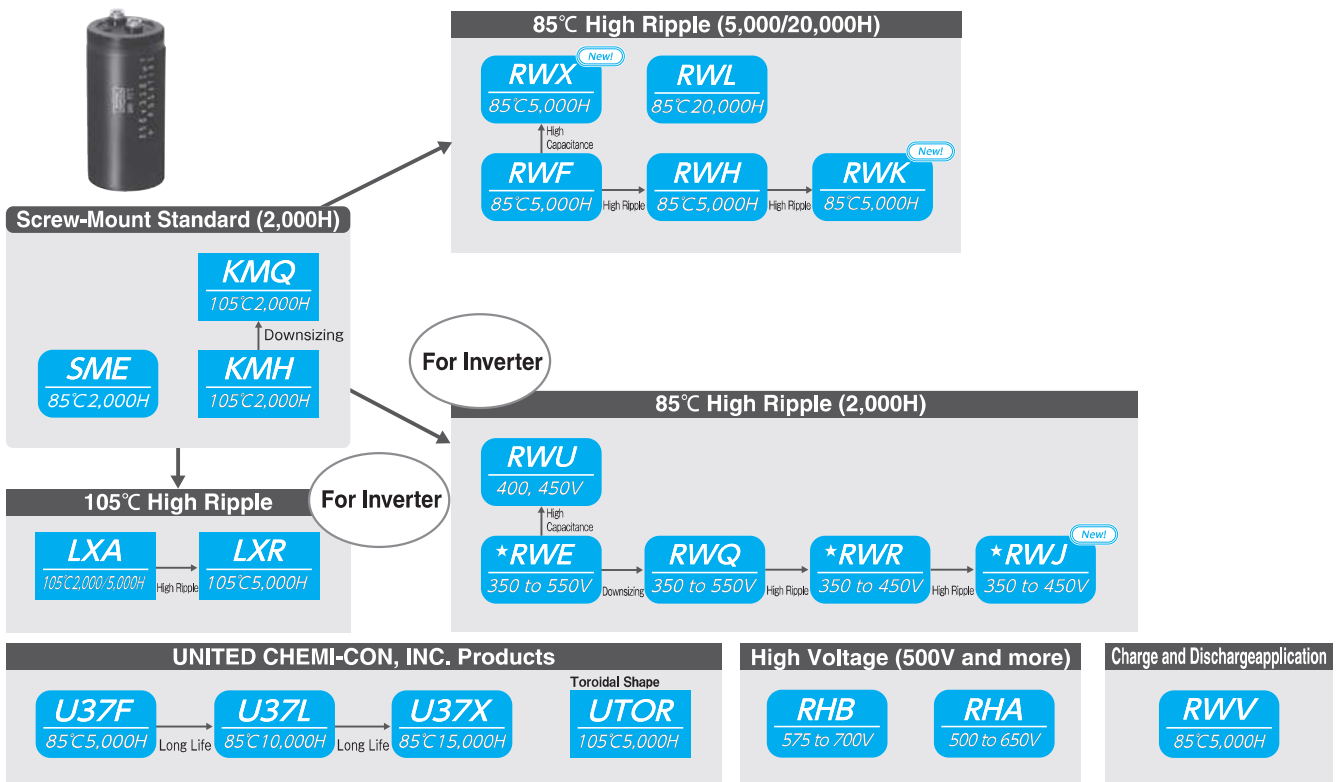 85℃ High Ripple (5,000/20,000H)
New!
RWX
85℃5,000H
RWL
85℃20,000H
High
Capacitance
New!
RWF
85℃5,000H
High Ripple
RWH
85℃5,000H
High Ripple
RWK
85℃5,000H
Screw-Mount Standard (2,000H)
KMQ
105℃2,000H
Downsizing
SME
85℃2,000H
KMH
105℃2,000H
For Inverter
85℃ High Ripple (2,000H)
RWU
400, 450V
High
Capacitance
New!
★RWE
350 to 550V
Downsizing
RWQ
350 to 550V
High Ripple
★RWR
350 to 450V
High Ripple
★RWJ
350 to 450V
For Inverter
105℃ High Ripple
LXA
105℃2,000/5,000H
High Ripple
LXR
105℃5,000H
UNITED CHEMI-CON, INC. Products
U37F
85℃5,000H
Long Life
U37L
85℃10,000H
Long Life
U37X
85℃15,000H
Toroidal Shape
UTOR
105℃5,000H
High Voltage (500V and more)
RHB
575 to 700V
RHA
500 to 650V
Charge and Dischargeapplication
RWV
85℃5,000H